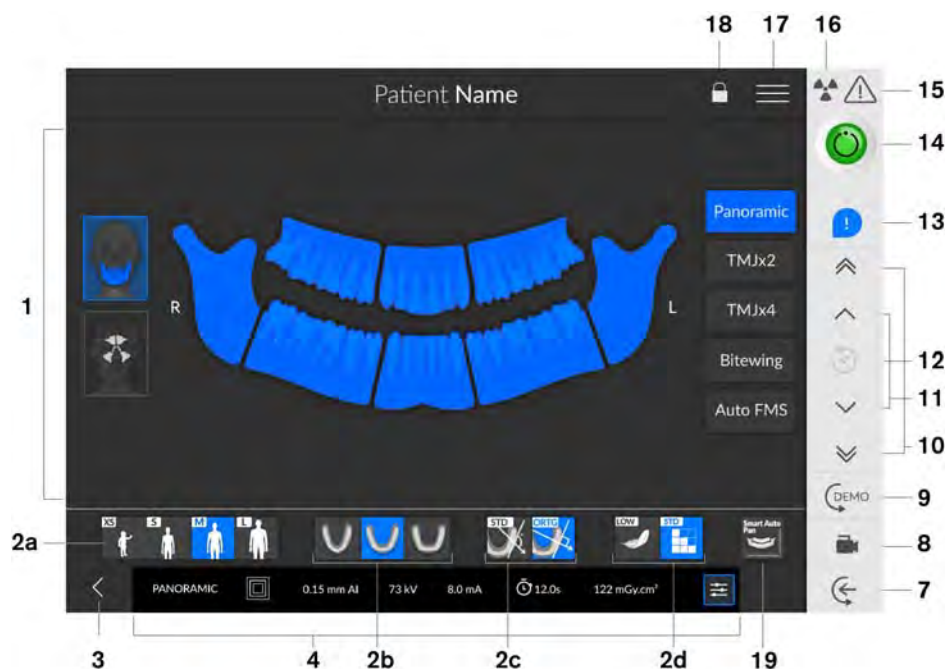 18 17 16
Patient Name
15
14
Panoramic
13
TMJx2
1
R
L
TMJx4
12
Bitewing
11
Auto FMS
10
DEMO
9
2a
XS S M L
STD ORTG
LOW STD
Smart Auto
Pan
8
PANORAMIC 0.15 mm Al 73 kV 8.0 mA 12.0s 122 mGy.cm²
7
3 4 2b 2c 2d 19